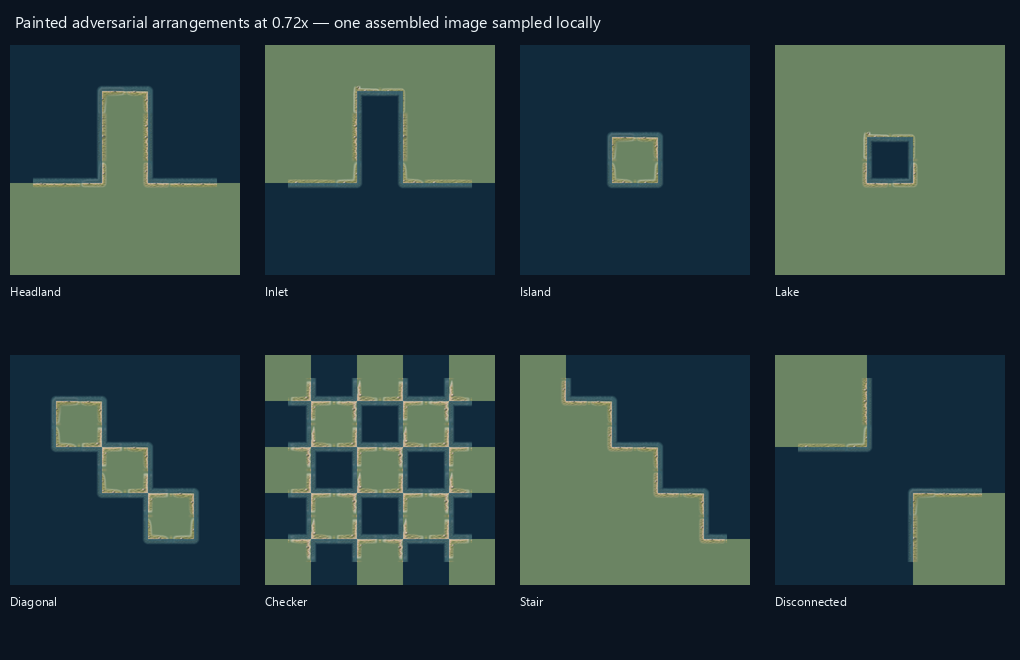 Painted adversarial arrangements at 0.72x — one assembled image sampled locally
Headland
Inlet
Island
Lake
Diagonal
Checker
Stair
Disconnected